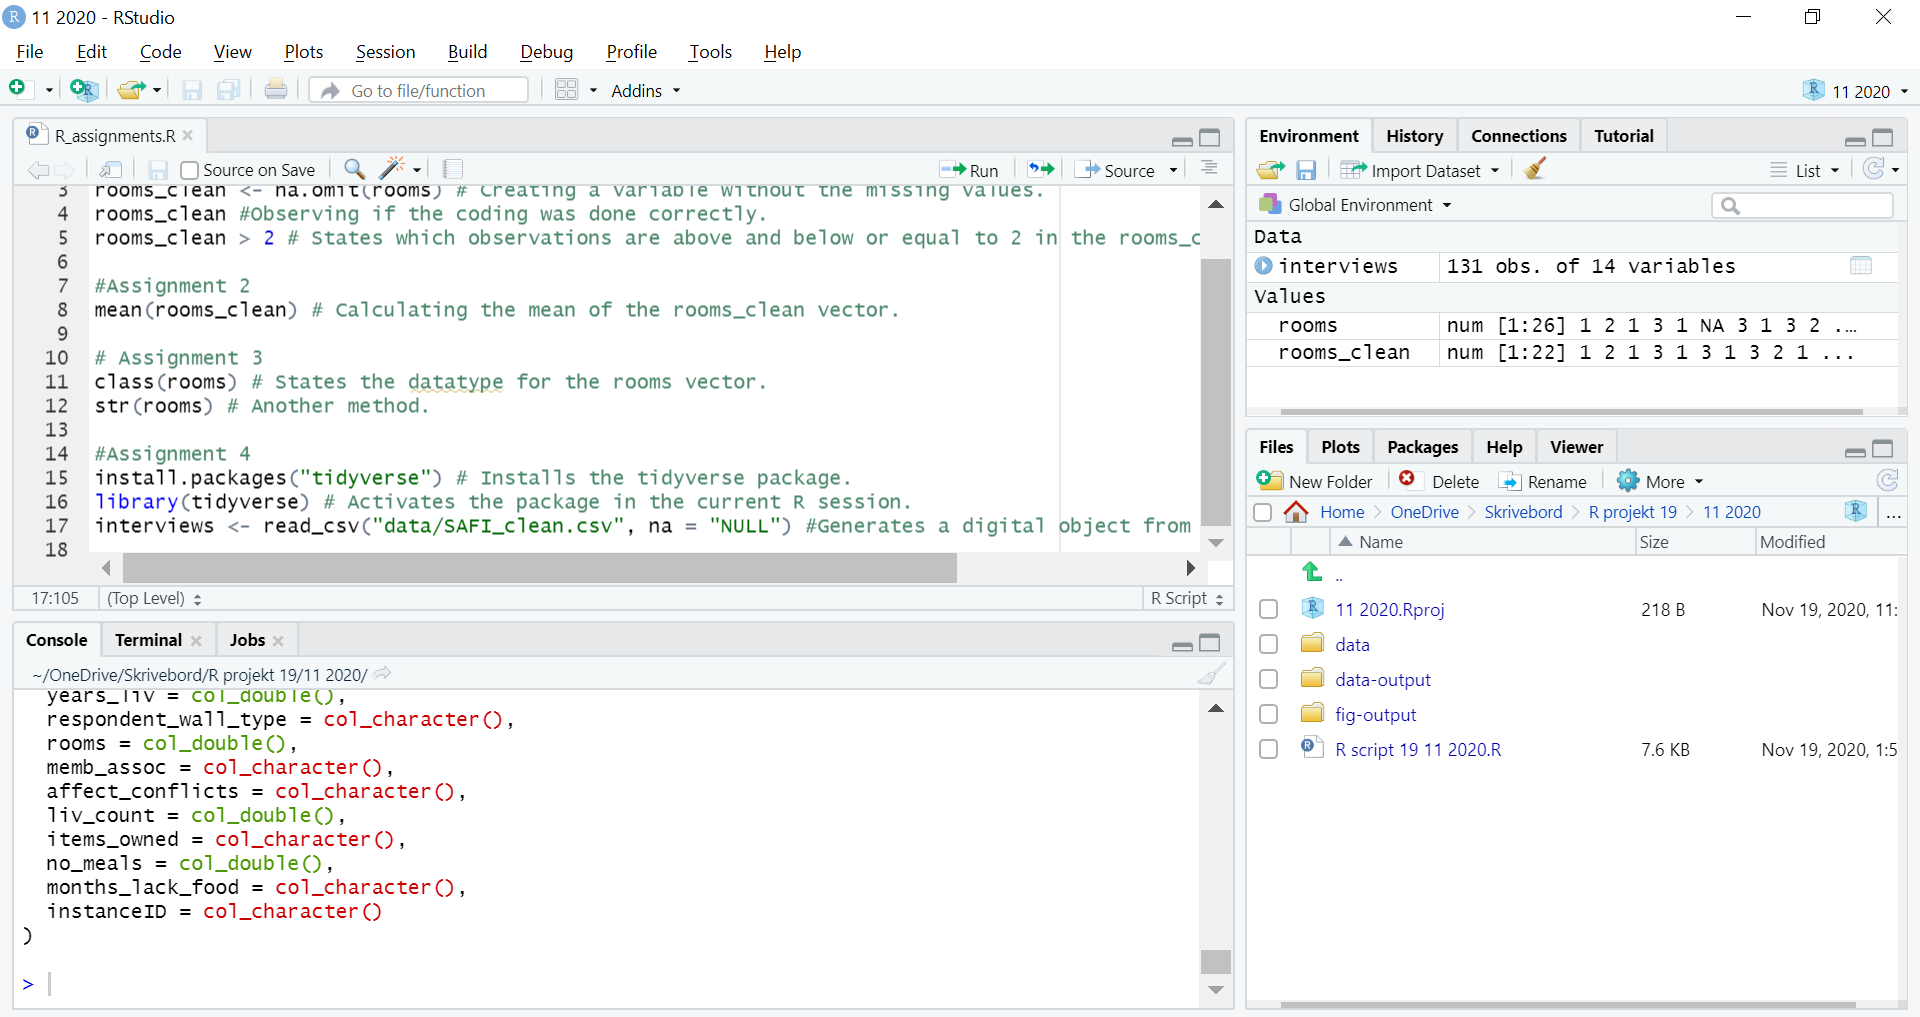 11 2020 - RStudio
File Edit Code View Plots Session Build Debug Profile Tools Help
Go to file/function Addins 11 2020
R_assignments.R
Source on Save Run Source
3 rooms_clean <- na.omit(rooms) # Creating a variable without the missing values.
4 rooms_clean #Observing if the coding was done correctly.
5 rooms_clean > 2 # States which observations are above and below or equal to 2 in the rooms_c
6
7 #Assignment 2
8 mean(rooms_clean) # Calculating the mean of the rooms_clean vector.
9
10 # Assignment 3
11 class(rooms) # States the datatype for the rooms vector.
12 str(rooms) # Another method.
13
14 #Assignment 4
15 install.packages("tidyverse") # Installs the tidyverse package.
16 library(tidyverse) # Activates the package in the current R session.
17 interviews <- read_csv("data/SAFI_clean.csv", na = "NULL") #Generates a digital object from
18
17:105 (Top Level) R Script
Console Terminal Jobs
~/OneDrive/Skrivebord/R projekt 19/11 2020/
years_liv = col_double(),
respondent_wall_type = col_character(),
rooms = col_double(),
memb_assoc = col_character(),
affect_conflicts = col_character(),
liv_count = col_double(),
items_owned = col_character(),
no_meals = col_double(),
months_lack_food = col_character(),
instanceID = col_character()
)
>
Environment History Connections Tutorial
Import Dataset List
Global Environment
Data
interviews 131 obs. of 14 variables
Values
rooms num [1:26] 1 2 1 3 1 NA 3 1 3 2 ...
rooms_clean num [1:22] 1 2 1 3 1 3 1 3 2 1 ...
Files Plots Packages Help Viewer
New Folder Delete Rename More
Home > OneDrive > Skrivebord > R projekt 19 > 11 2020 ...
Name Size Modified
..
11 2020.Rproj 218 B Nov 19, 2020, 11:
data
data-output
fig-output
R script 19 11 2020.R 7.6 KB Nov 19, 2020, 1:5